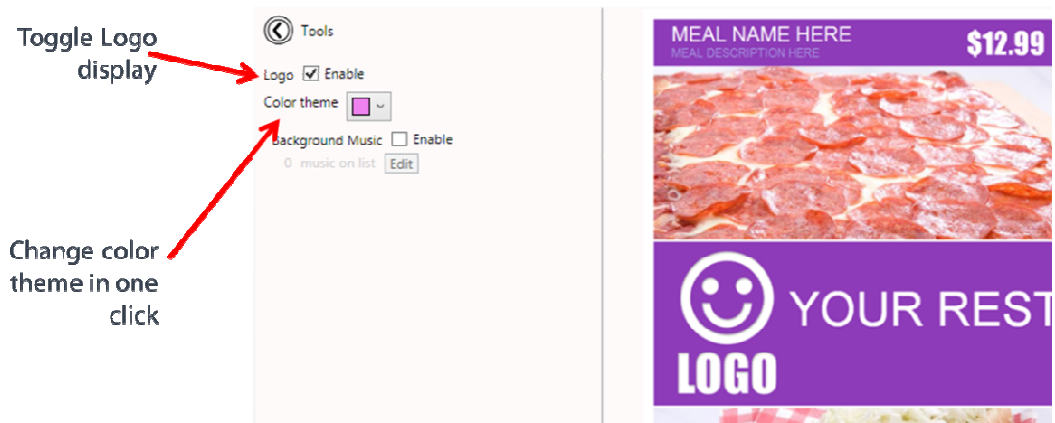 Toggle Logo
display
Tools
Logo Enable
Color theme
Background Music Enable
0 music on list Edit
Change color
theme in one
click
MEAL NAME HERE
MEAL DESCRIPTION HERE
$12.99
YOUR REST
LOGO